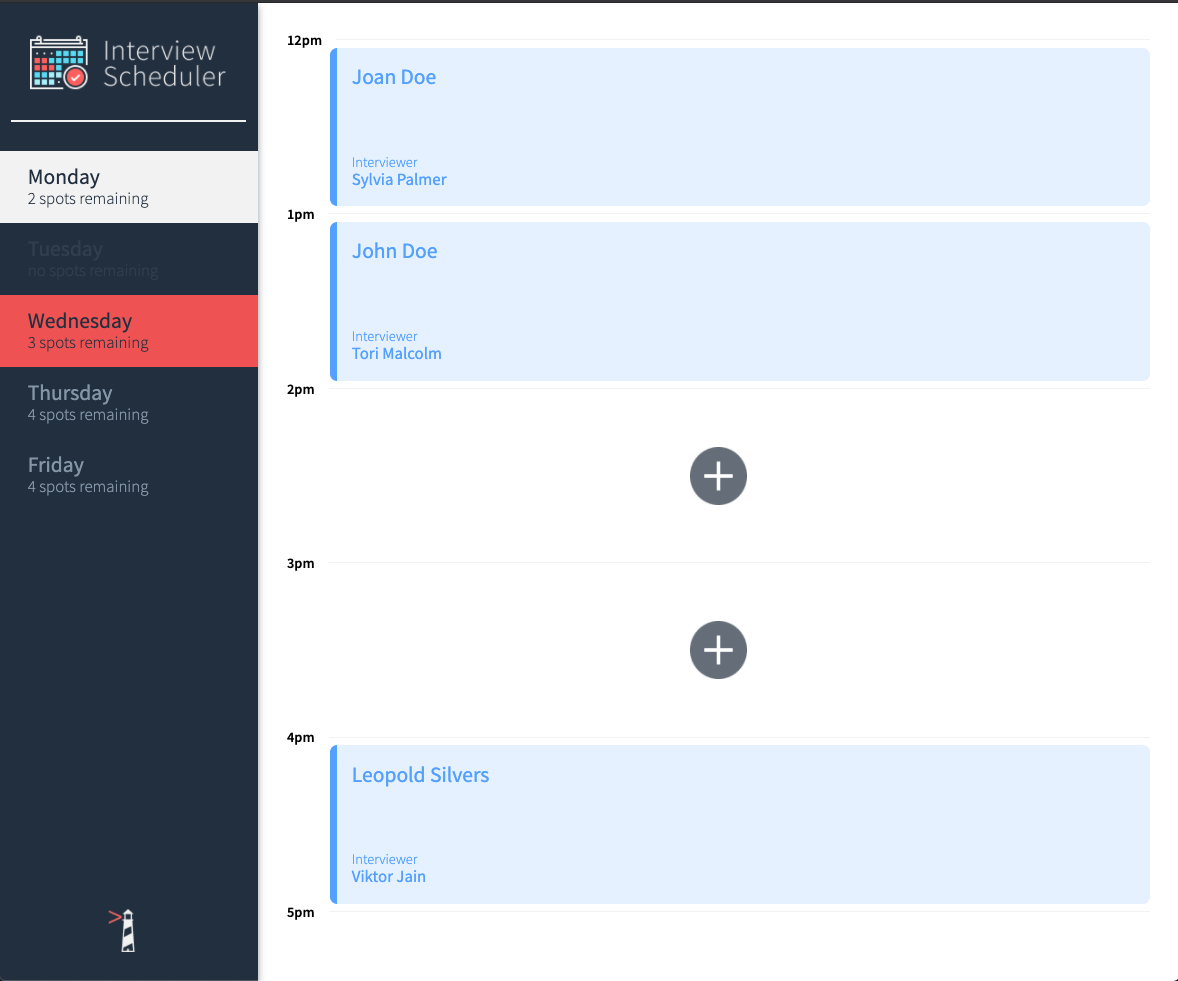 Interview
Scheduler
Monday
2 spots remaining
Tuesday
no spots remaining
Wednesday
3 spots remaining
Thursday
4 spots remaining
Friday
4 spots remaining
12pm
Joan Doe
Interviewer
Sylvia Palmer
1pm
John Doe
Interviewer
Tori Malcolm
2pm
3pm
4pm
Leopold Silvers
Interviewer
Viktor Jain
5pm